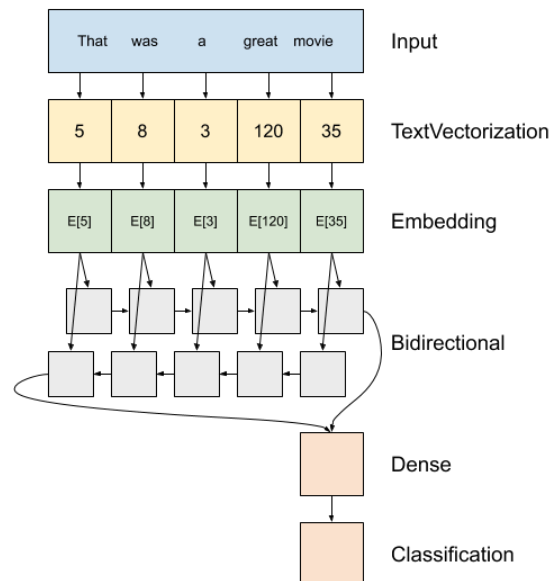 That was a great movie Input
5 8 3 120 35 TextVectorization
E[5] E[8] E[3] E[120] E[35] Embedding
Bidirectional
Dense
Classification